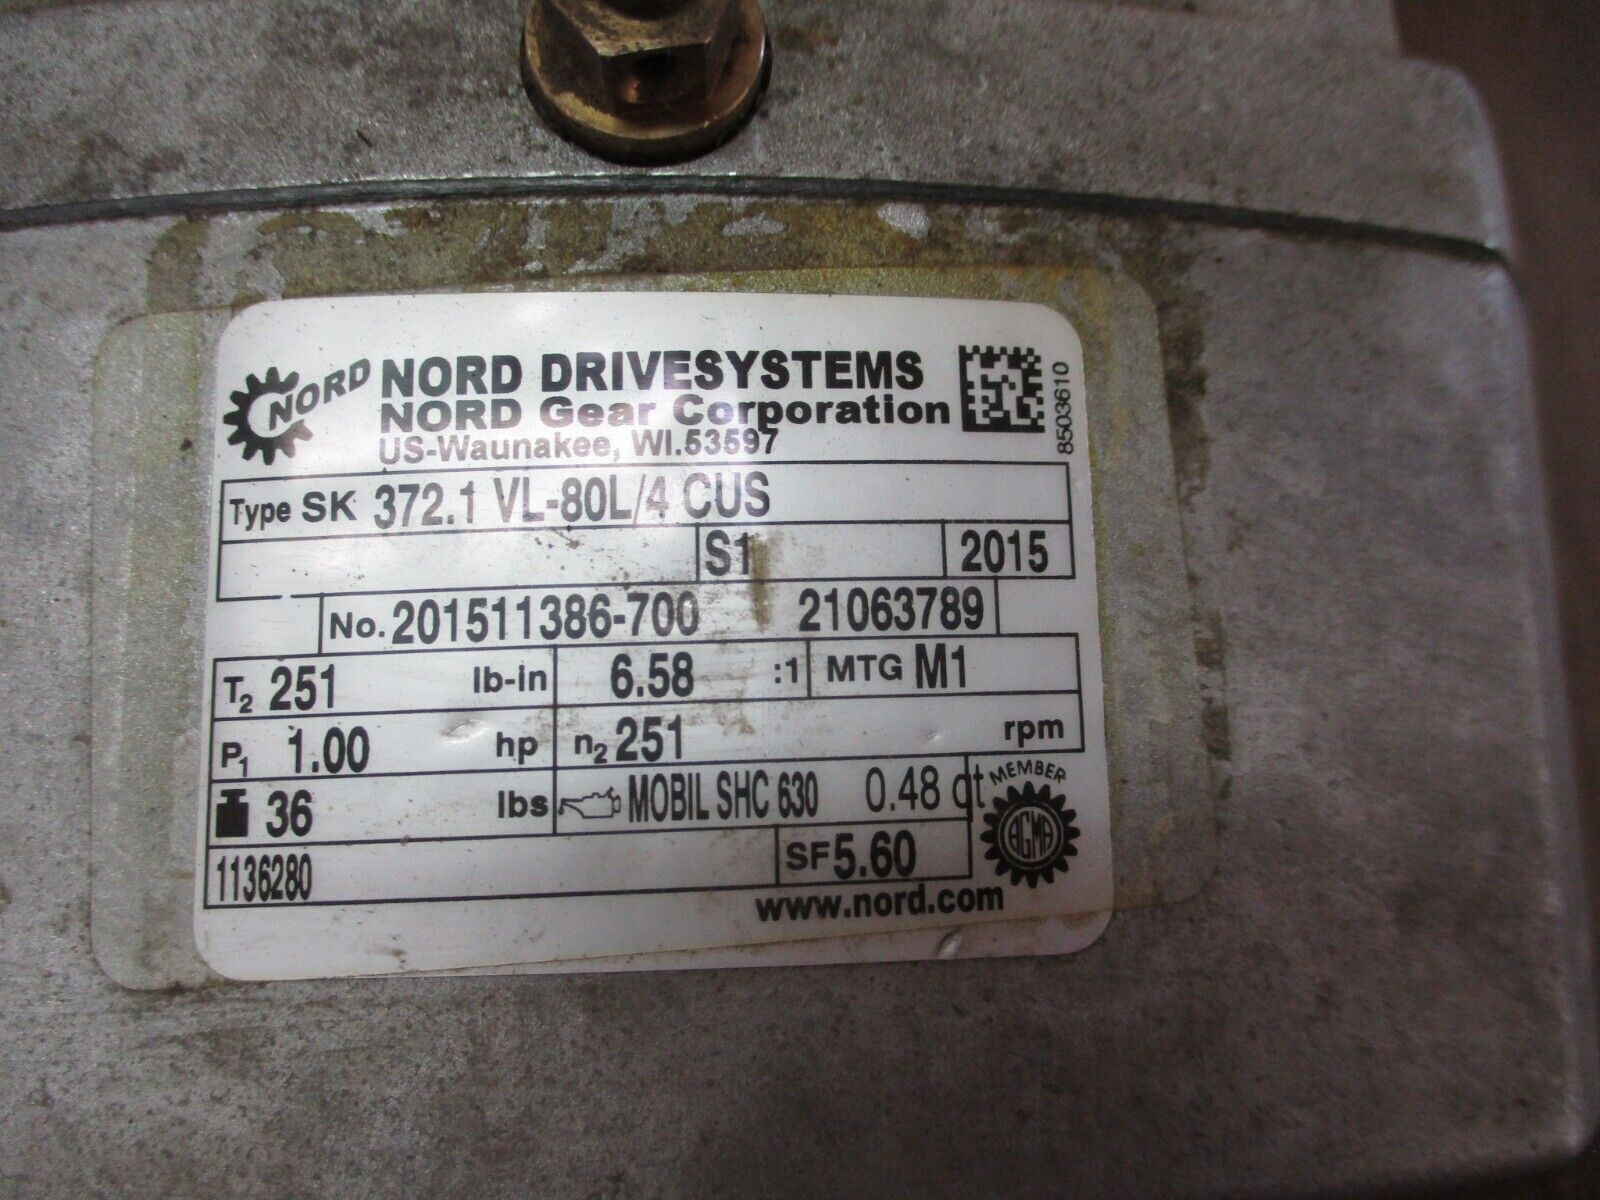 NORD NORD DRIVESYSTEMS
NORD Gear Corporation
US-Waunakee, WI.53597
8503610
Type SK 372.1 VL-80L/4 CUS
S1 2015
No. 201511386-700 21063789
T2 251 lb-in 6.58 :1 MTG M1
P1 1.00 hp n2 251 rpm
36 lbs MOBIL SHC 630 0.48 qt
MEMBER
AGMA
1136280 SF 5.60
www.nord.com